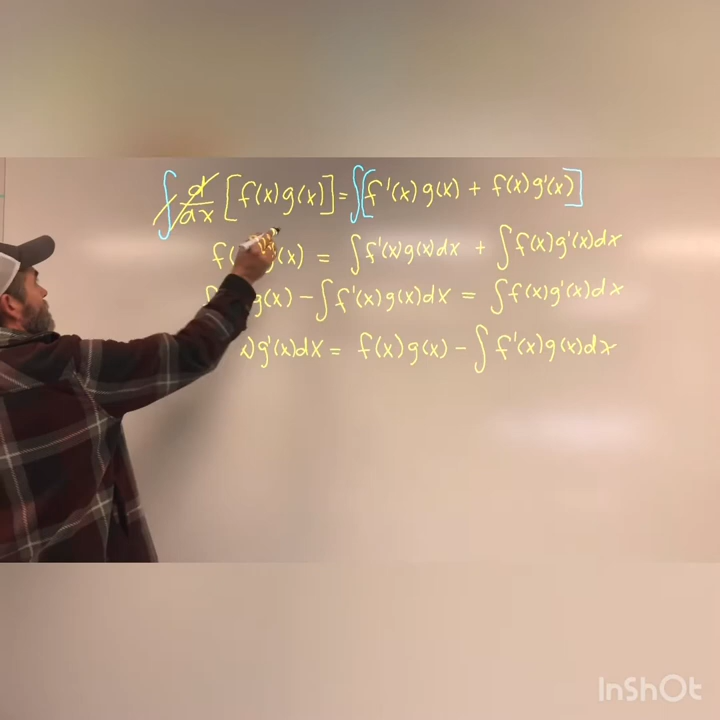 ∫ d/dx [f(x)g(x)] = ∫[f'(x)g(x) + f(x)g'(x)]
f( g(x) = ∫f'(x)g(x)dx + ∫f(x)g'(x)dx
g(x) − ∫f'(x)g(x)dx = ∫f(x)g'(x)dx
x)g'(x)dx = f(x)g(x) − ∫f'(x)g(x)dx
InShOt